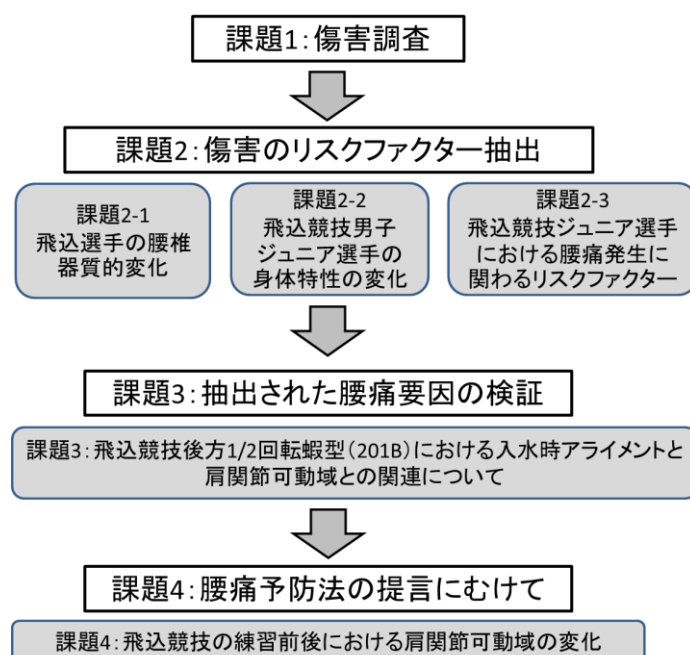 課題1：傷害調査
課題2：傷害のリスクファクター抽出
課題2-1
飛込選手の腰椎
器質的変化
課題2-2
飛込競技男子
ジュニア選手の
身体特性の変化
課題2-3
飛込競技ジュニア選手
における腰痛発生に
関わるリスクファクター
課題3：抽出された腰痛要因の検証
課題3：飛込競技後方1/2回転蝦型（201B）における入水時アライメントと
肩関節可動域との関連について
課題4：腰痛予防法の提言にむけて
課題4：飛込競技の練習前後における肩関節可動域の変化